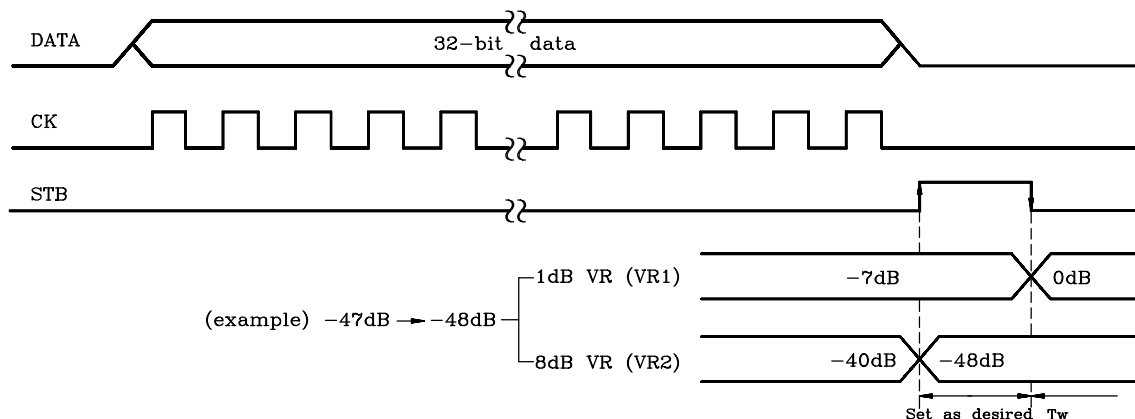 DATA
32-bit data
CK
STB
1dB VR (VR1)
-7dB
0dB
(example) -47dB → -48dB
8dB VR (VR2)
-40dB
-48dB
Set as desired Tw